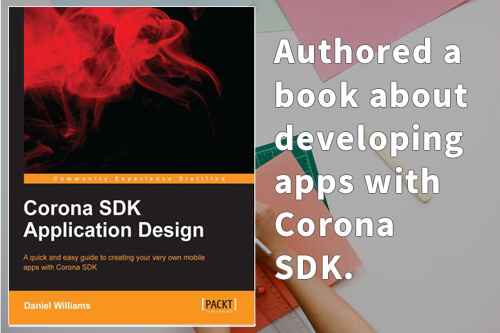 Community Experience Distilled
Corona SDK
Application Design
A quick and easy guide to creating your very own mobile
apps with Corona SDK
Daniel Williams
[PACKT]
PUBLISHING
Authored a
book about
developing
apps with
Corona
SDK.